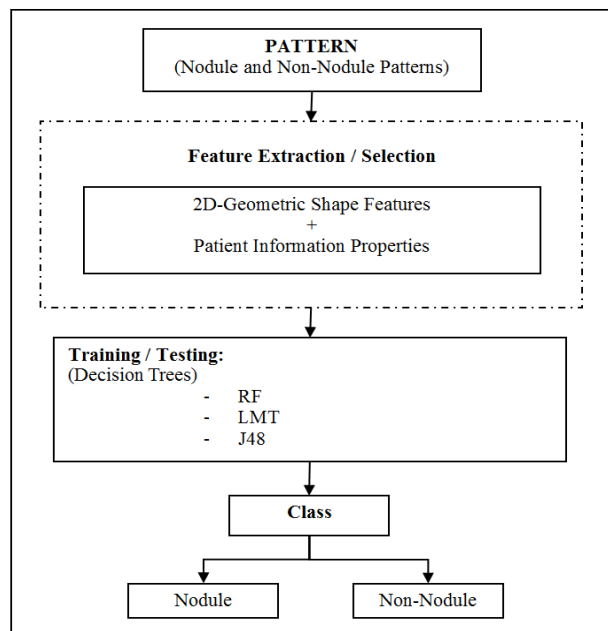 PATTERN
(Nodule and Non-Nodule Patterns)
Feature Extraction / Selection
2D-Geometric Shape Features
+
Patient Information Properties
Training / Testing:
(Decision Trees)
- RF
- LMT
- J48
Class
Nodule
Non-Nodule